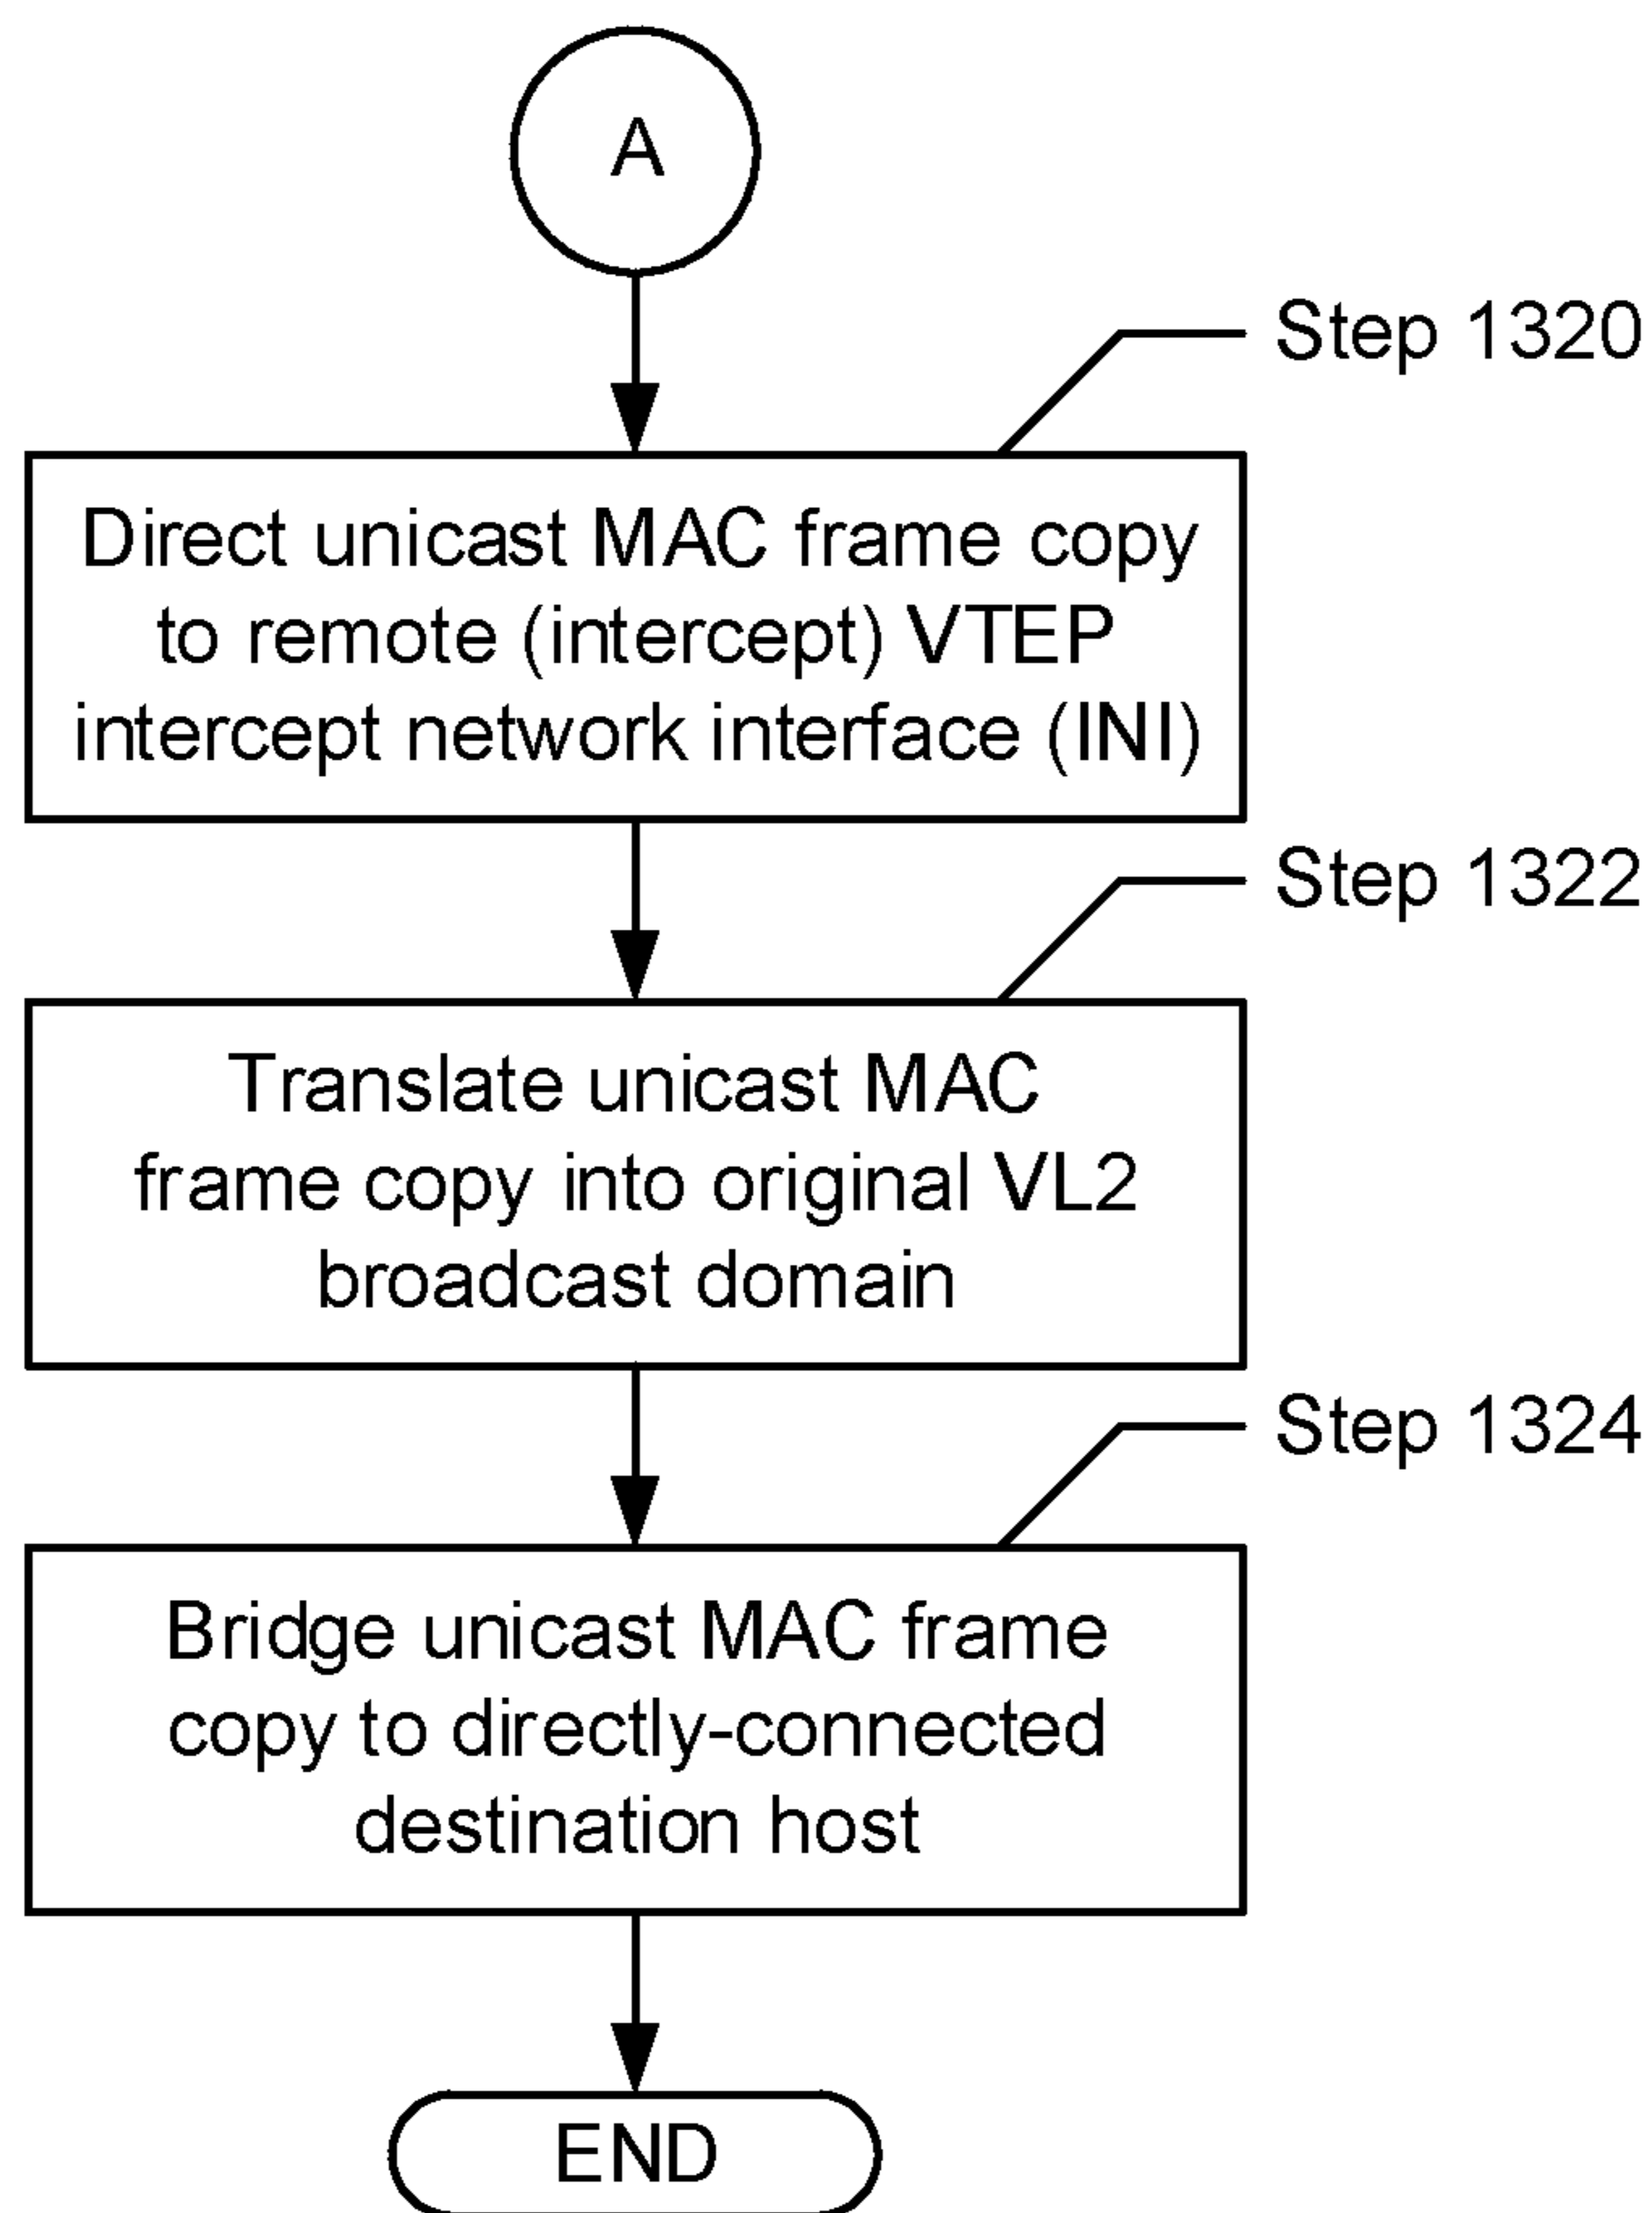 A
Step 1320
Direct unicast MAC frame copy
to remote (intercept) VTEP
intercept network interface (INI)
Step 1322
Translate unicast MAC
frame copy into original VL2
broadcast domain
Step 1324
Bridge unicast MAC frame
copy to directly-connected
destination host
END